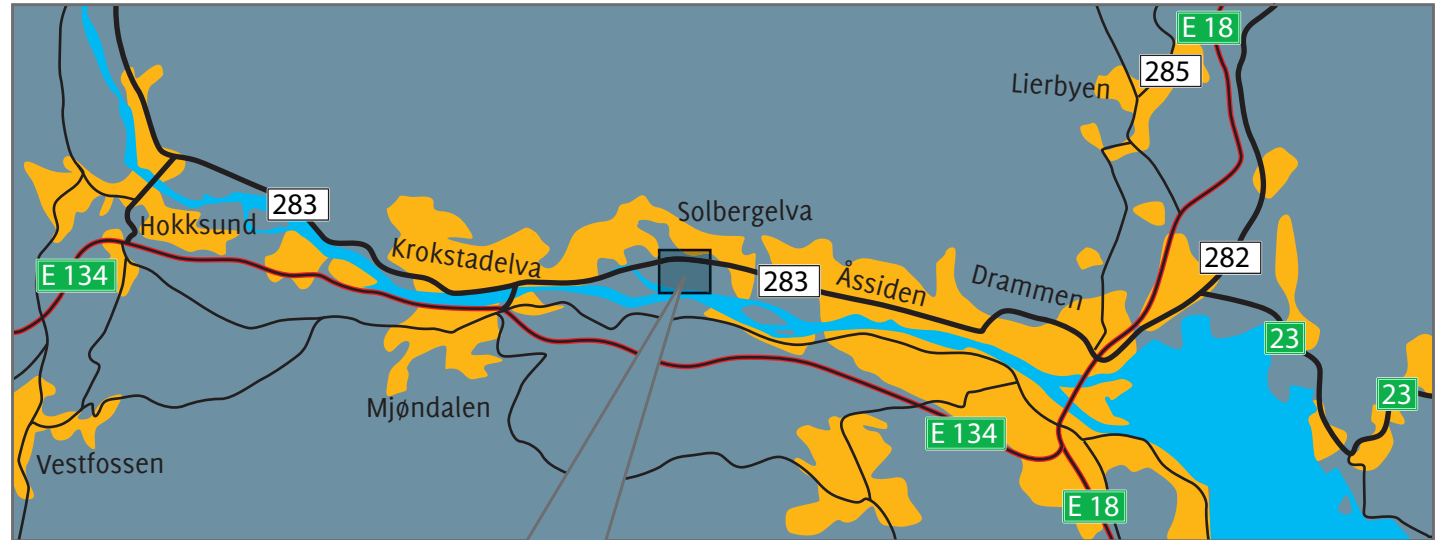 E 18
285
Lierbyen
283
Hokksund
Solbergelva
Krokstadelva
E 134
283
Åssiden
Drammen
282
23
Mjøndalen
23
E 134
Vestfossen
E 18